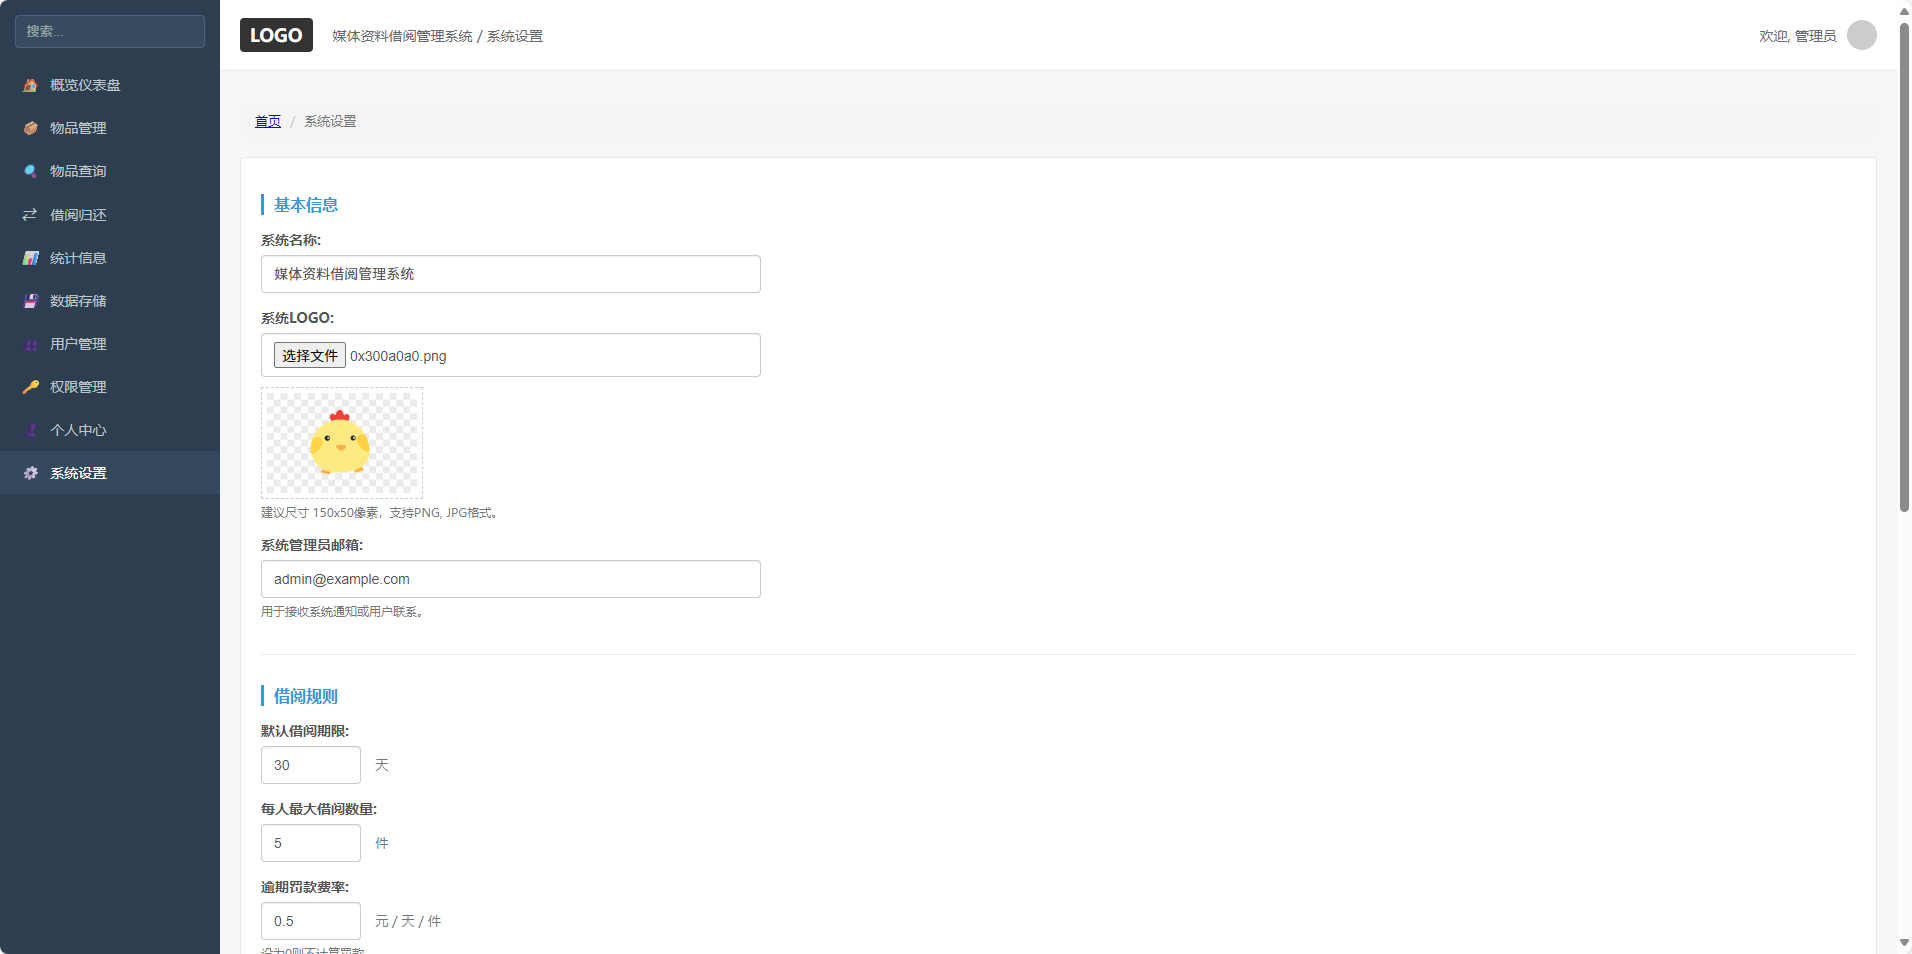 搜索...
概览仪表盘
物品管理
物品查询
借阅归还
统计信息
数据存储
用户管理
权限管理
个人中心
系统设置
LOGO
媒体资料借阅管理系统 / 系统设置
欢迎, 管理员
首页 / 系统设置
基本信息
系统名称:
媒体资料借阅管理系统
系统LOGO:
选择文件 0x300a0a0.png
建议尺寸 150x50像素，支持PNG, JPG格式。
系统管理员邮箱:
admin@example.com
用于接收系统通知或用户联系。
借阅规则
默认借阅期限:
30 天
每人最大借阅数量:
5 件
逾期罚款费率:
0.5 元 / 天 / 件
设为0则不计算罚款